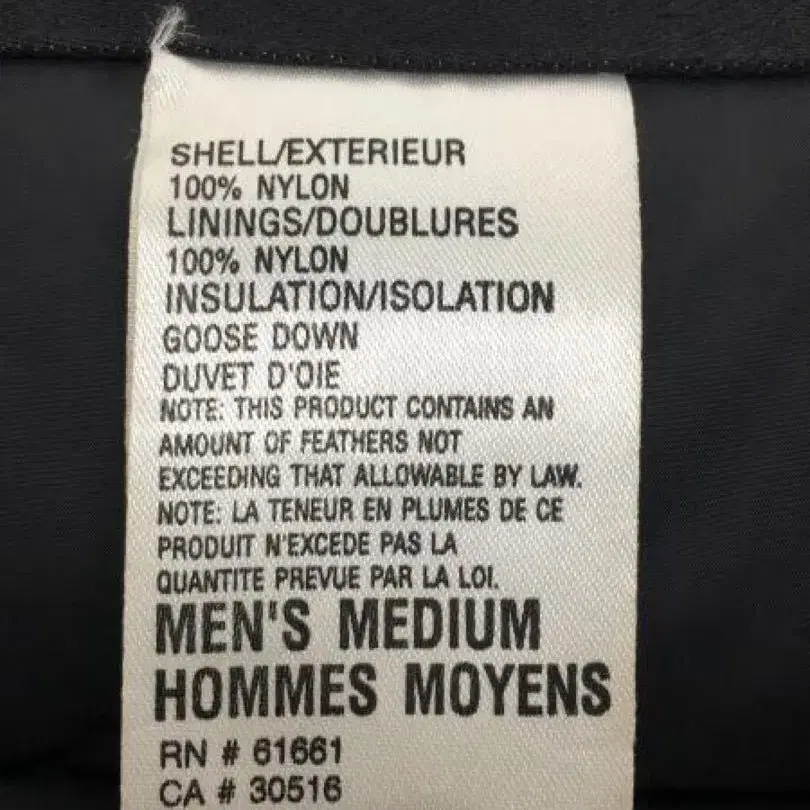 SHELL/EXTERIEUR
100% NYLON
LININGS/DOUBLURES
100% NYLON
INSULATION/ISOLATION
GOOSE DOWN
DUVET D'OIE
NOTE: THIS PRODUCT CONTAINS AN
AMOUNT OF FEATHERS NOT
EXCEEDING THAT ALLOWABLE BY LAW.
NOTE: LA TENEUR EN PLUMES DE CE
PRODUIT N'EXCEDE PAS LA
QUANTITE PREVUE PAR LA LOI.
MEN'S MEDIUM
HOMMES MOYENS
RN # 61661
CA # 30516